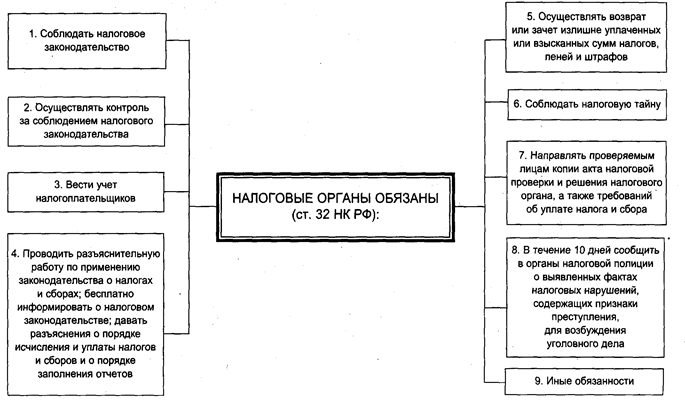 1. Соблюдать налоговое
законодательство
2. Осуществлять контроль
за соблюдением налогового
законодательства
3. Вести учет
налогоплательщиков
4. Проводить разъяснительную
работу по применению
законодательства о налогах
и сборах; бесплатно
информировать о налоговом
законодательстве; давать
разъяснения о порядке
исчисления и уплаты налогов
и сборов и о порядке
заполнения отчетов
НАЛОГОВЫЕ ОРГАНЫ ОБЯЗАНЫ
(ст. 32 НК РФ):
5. Осуществлять возврат
или зачет излишне уплаченных
или взысканных сумм налогов,
пеней и штрафов
6. Соблюдать налоговую тайну
7. Направлять проверяемым
лицам копии акта налоговой
проверки и решения налогового
органа, а также требований
об уплате налога и сбора
8. В течение 10 дней сообщить
в органы налоговой полиции
о выявленных фактах
налоговых нарушений,
содержащих признаки
преступления,
для возбуждения
уголовного дела
9. Иные обязанности